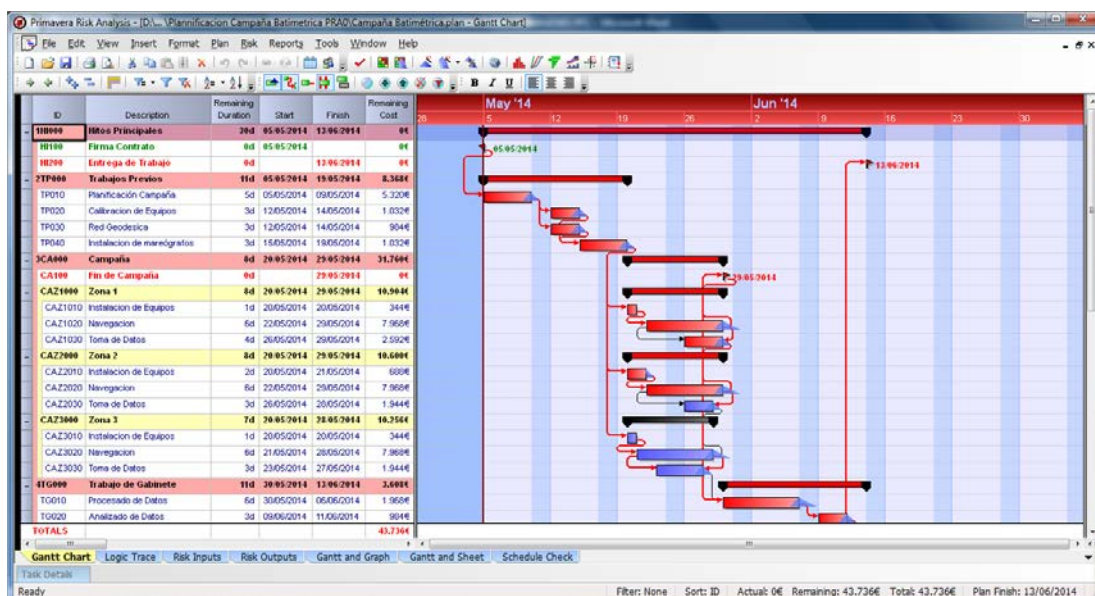 Primavera Risk Analysis - [D:\... \Plannificacion Campaña Batimetrica PRA0\Campaña Batimétrica.plan - Gantt Chart]
File Edit View Insert Format Plan Risk Reports Tools Window Help
B I U
ID Description Remaining Duration Start Finish Remaining Cost
May '14 Jun '14
28 5 12 19 26 2 9 16 23 30
1HI000 Hitos Principales 30d 05/05/2014 13/06/2014 0€
HI100 Firma Contrato 0d 05/05/2014 0€ 05/05/2014
HI200 Entrega de Trabajo 0d 13/06/2014 0€ 13/06/2014
2TP000 Trabajos Previos 11d 05/05/2014 19/05/2014 8.368€
TP010 Planificación Campaña 5d 05/05/2014 09/05/2014 5.320€
TP020 Calibracion de Equipos 3d 12/05/2014 14/05/2014 1.032€
TP030 Red Geodesica 3d 12/05/2014 14/05/2014 984€
TP040 Instalacion de mareógrafos 3d 15/05/2014 19/05/2014 1.032€
3CA000 Campaña 8d 20/05/2014 29/05/2014 31.760€
CA100 Fin de Campaña 0d 29/05/2014 0€ 29/05/2014
CAZ1000 Zona 1 8d 20/05/2014 29/05/2014 10.904€
CAZ1010 Instalacion de Equipos 1d 20/05/2014 20/05/2014 344€
CAZ1020 Navegacion 6d 22/05/2014 29/05/2014 7.968€
CAZ1030 Toma de Datos 4d 26/05/2014 29/05/2014 2.592€
CAZ2000 Zona 2 8d 20/05/2014 29/05/2014 10.600€
CAZ2010 Instalacion de Equipos 2d 20/05/2014 21/05/2014 688€
CAZ2020 Navegacion 6d 22/05/2014 29/05/2014 7.968€
CAZ2030 Toma de Datos 3d 26/05/2014 28/05/2014 1.944€
CAZ3000 Zona 3 7d 20/05/2014 28/05/2014 10.256€
CAZ3010 Instalacion de Equipos 1d 20/05/2014 20/05/2014 344€
CAZ3020 Navegacion 6d 21/05/2014 28/05/2014 7.968€
CAZ3030 Toma de Datos 3d 23/05/2014 27/05/2014 1.944€
4TG000 Trabajo de Gabinete 11d 30/05/2014 13/06/2014 3.608€
TG010 Procesado de Datos 6d 30/05/2014 06/06/2014 1.968€
TG020 Analizado de Datos 3d 09/06/2014 11/06/2014 984€
TOTALS 43.736€
Gantt Chart Logic Trace Risk Inputs Risk Outputs Gantt and Graph Gantt and Sheet Schedule Check
Task Details
Ready Filter: None Sort: ID Actual: 0€ Remaining: 43.736€ Total: 43.736€ Plan Finish: 13/06/2014